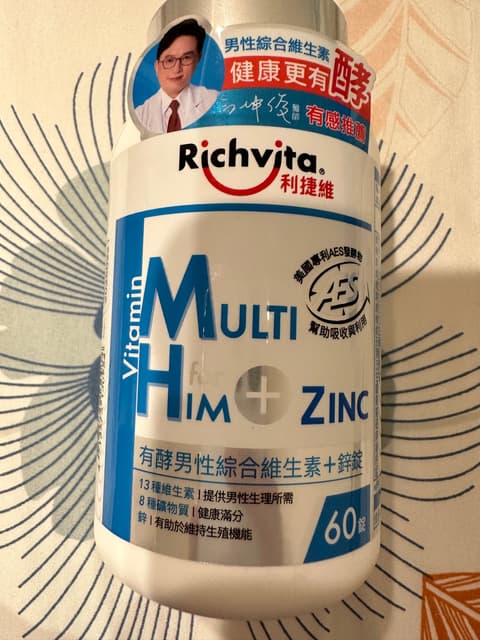 男性綜合維生素
健康更有酵
醫師
有感推薦
Richvita®
利捷維
美國專利AES發酵物
AES
幫助吸收與利用
Vitamin
MULTI
for
HIM + ZINC
有酵男性綜合維生素+鋅錠
13種維生素|提供男性生理所需
8種礦物質|健康滿分
鋅|有助於維持生殖機能
60錠